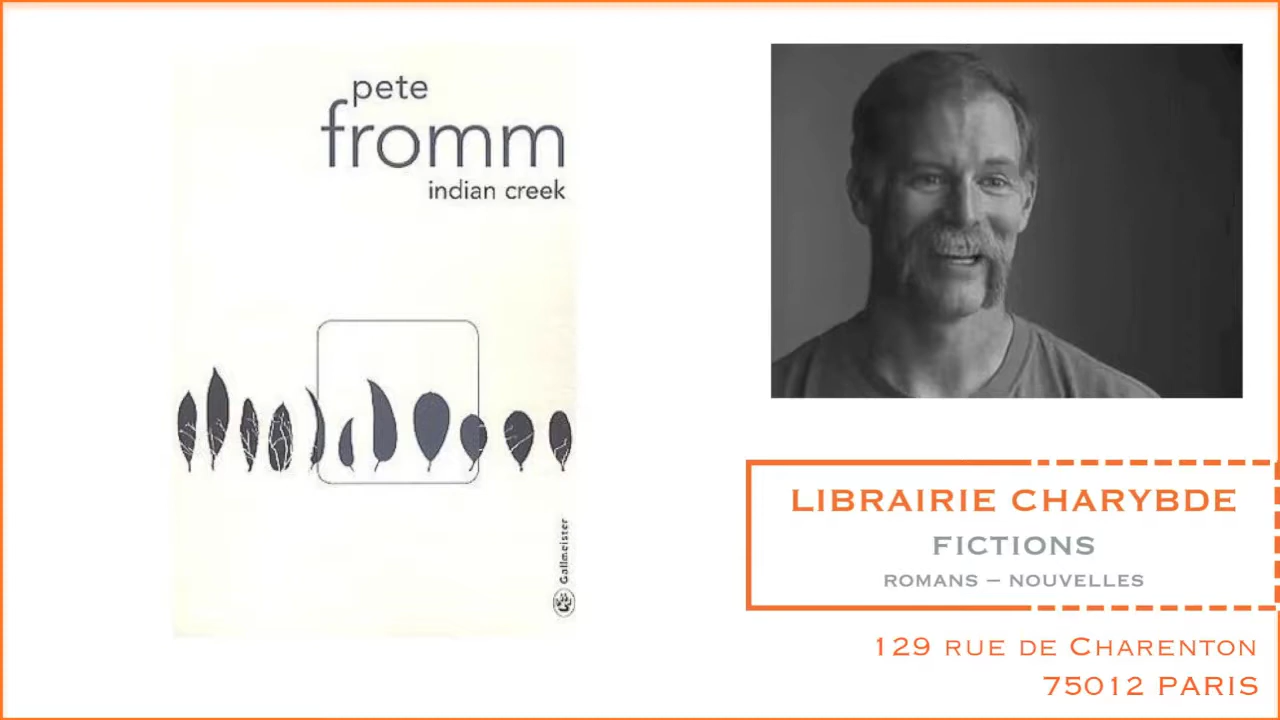 pete
fromm
indian creek
Gallmeister
LIBRAIRIE CHARYBDE
FICTIONS
ROMANS – NOUVELLES
129 RUE DE CHARENTON
75012 PARIS